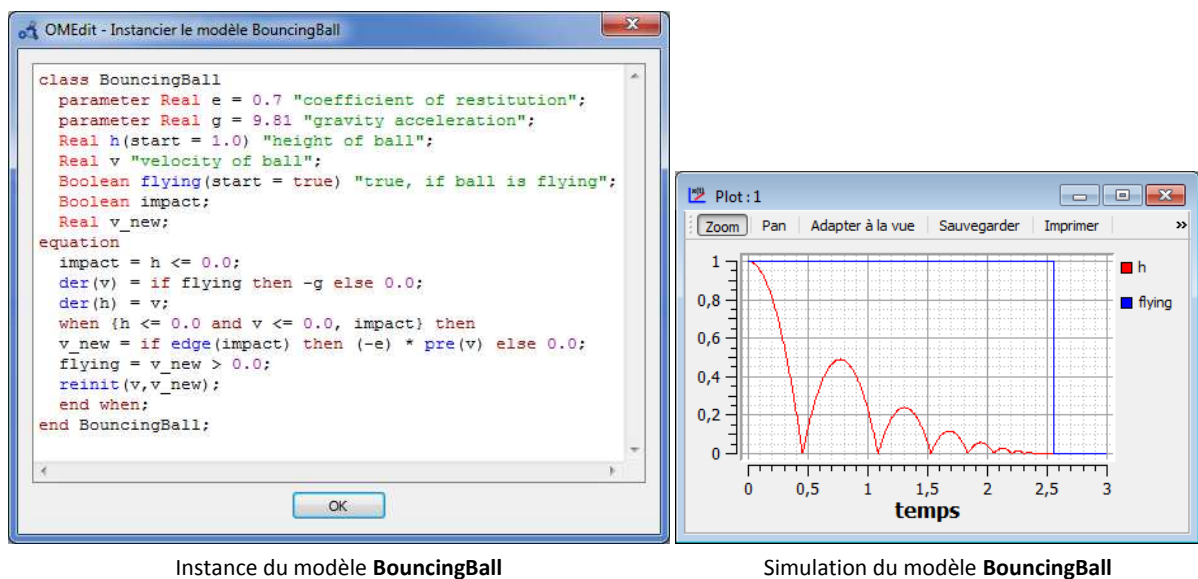 OMEdit - Instancier le modèle BouncingBall
class BouncingBall
parameter Real e = 0.7 "coefficient of restitution";
parameter Real g = 9.81 "gravity acceleration";
Real h(start = 1.0) "height of ball";
Real v "velocity of ball";
Boolean flying(start = true) "true, if ball is flying";
Boolean impact;
Real v_new;
equation
impact = h <= 0.0;
der(v) = if flying then -g else 0.0;
der(h) = v;
when {h <= 0.0 and v <= 0.0, impact} then
v_new = if edge(impact) then (-e) * pre(v) else 0.0;
flying = v_new > 0.0;
reinit(v,v_new);
end when;
end BouncingBall;
OK
Plot : 1
Zoom Pan Adapter à la vue Sauvegarder Imprimer »
1
0,8
0,6
0,4
0,2
0
0 0,5 1 1,5 2 2,5 3
temps
h
flying
Instance du modèle BouncingBall
Simulation du modèle BouncingBall